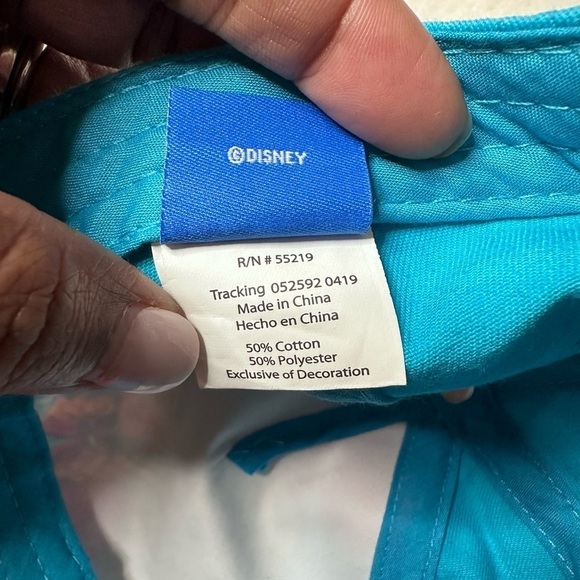 ©DISNEY
R/N # 55219
Tracking 052592 0419
Made in China
Hecho en China
50% Cotton
50% Polyester
Exclusive of Decoration